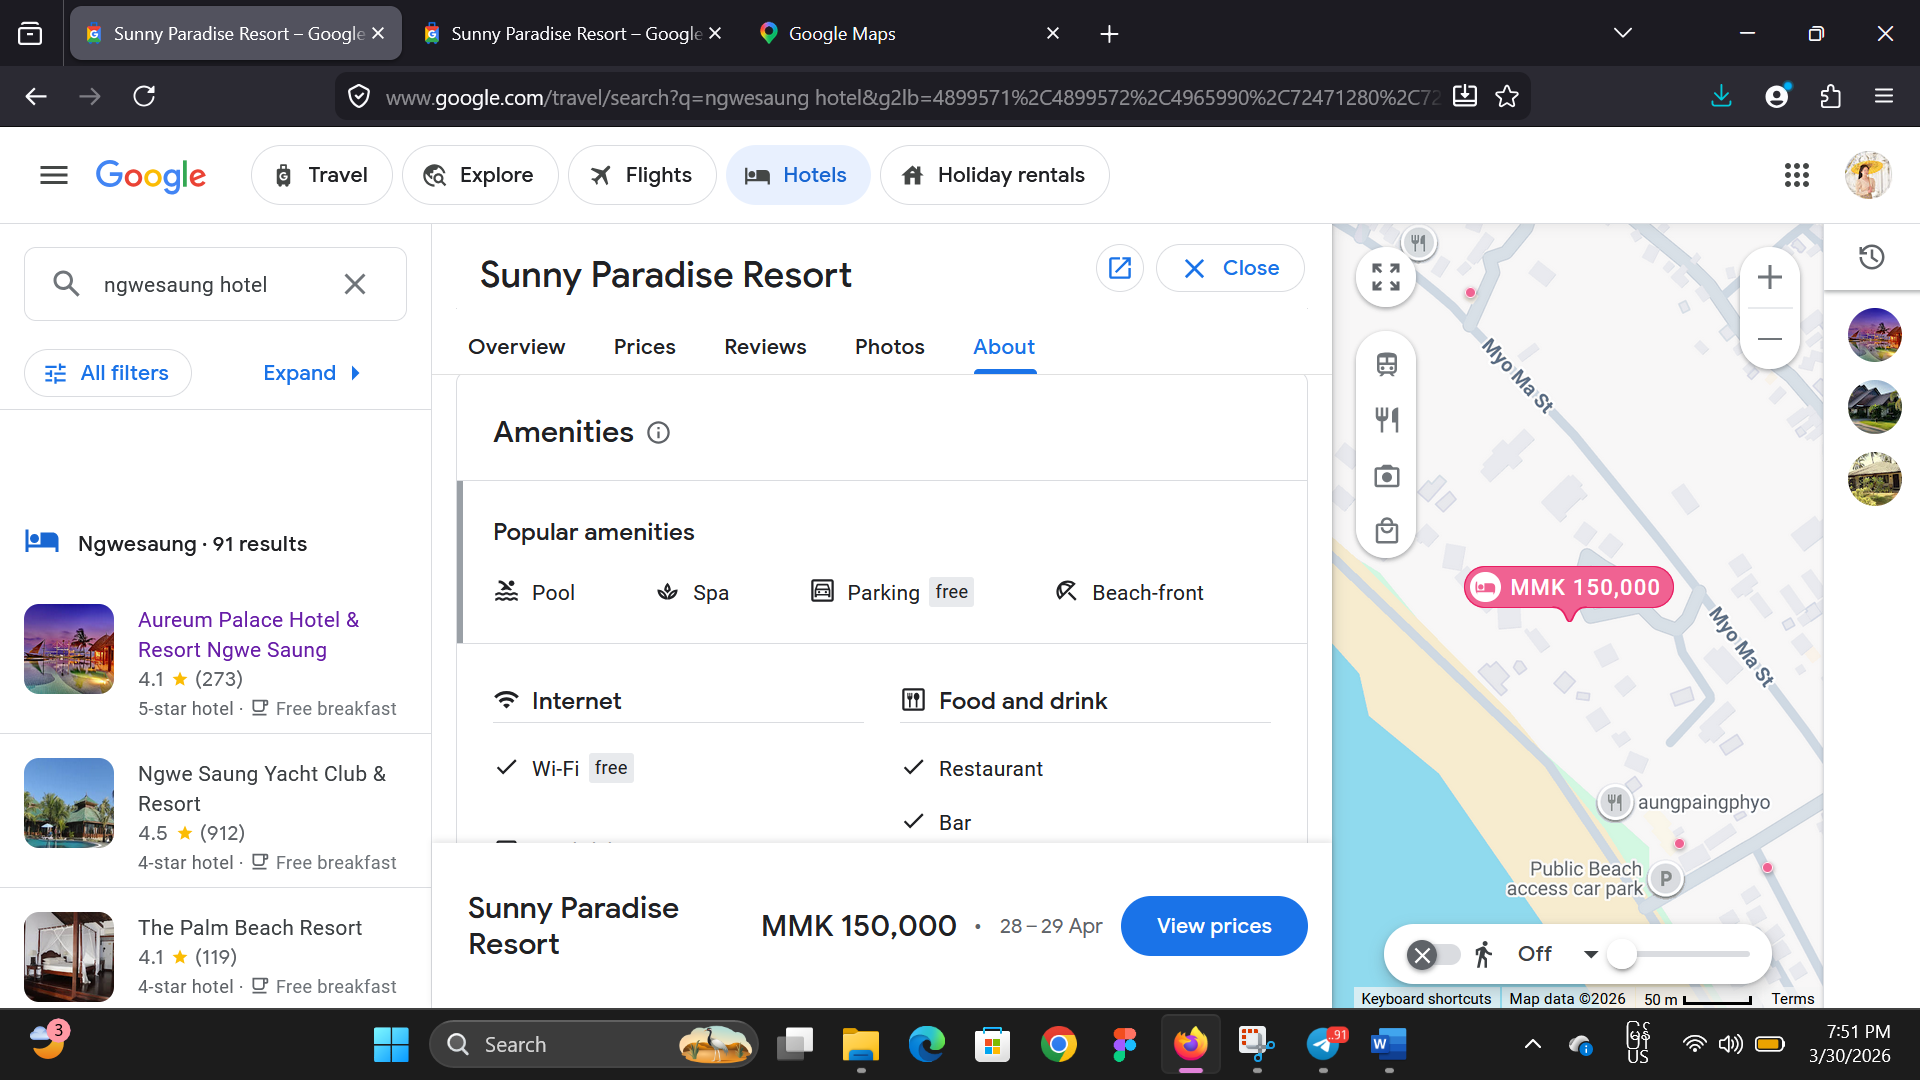 Sunny Paradise Resort – Google
Sunny Paradise Resort – Google
Google Maps
www.google.com/travel/search?q=ngwesaung hotel&g2lb=4899571%2C4899572%2C4965990%2C72471280%2C72
Google
Travel
Explore
Flights
Hotels
Holiday rentals
ngwesaung hotel
All filters
Expand
Ngwesaung · 91 results
Aureum Palace Hotel &
Resort Ngwe Saung
4.1 ★ (273)
5-star hotel · Free breakfast
Ngwe Saung Yacht Club &
Resort
4.5 ★ (912)
4-star hotel · Free breakfast
The Palm Beach Resort
4.1 ★ (119)
4-star hotel · Free breakfast
Sunny Paradise Resort
Close
Overview
Prices
Reviews
Photos
About
Amenities
Popular amenities
Pool
Spa
Parking free
Beach-front
Internet
Wi-Fi free
Food and drink
Restaurant
Bar
Sunny Paradise
Resort
MMK 150,000 · 28 – 29 Apr
View prices
Myo Ma St
MMK 150,000
Myo Ma St
aungpaingphyo
Public Beach
access car park
P
Off
Keyboard shortcuts
Map data ©2026
50 m
Terms
3
Search
..91
မြန်
US
7:51 PM
3/30/2026